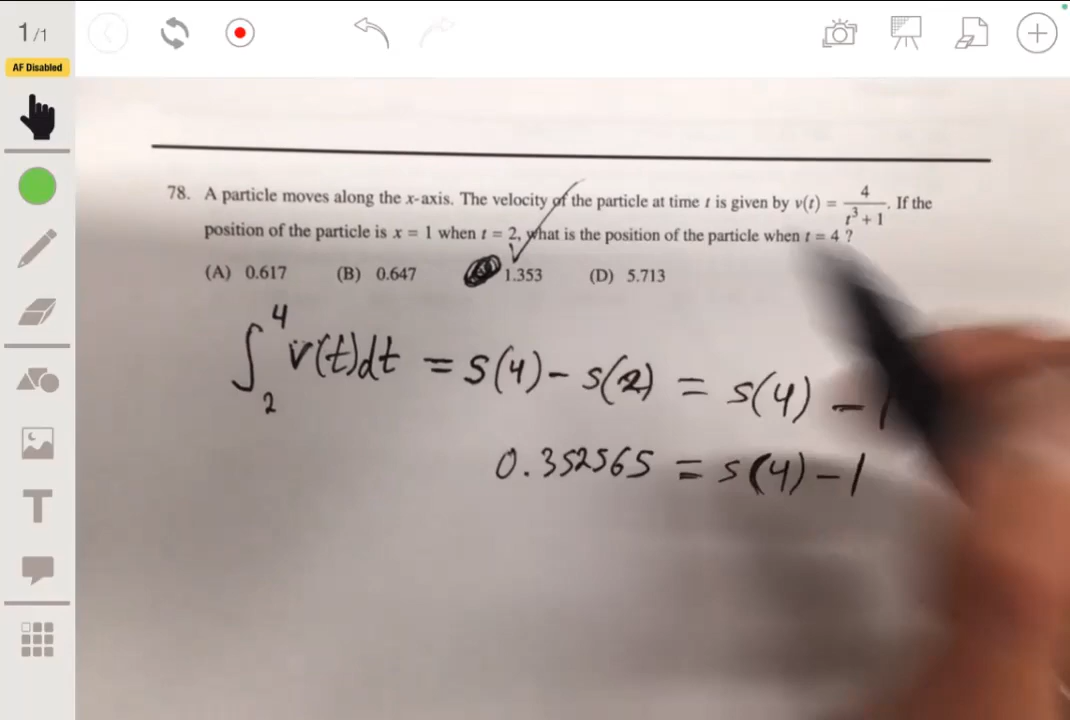 1/1
AF Disabled
78. A particle moves along the x-axis. The velocity of the particle at time t is given by v(t) = 4/(t³ + 1). If the
position of the particle is x = 1 when t = 2, what is the position of the particle when t = 4 ?
(A) 0.617 (B) 0.647 1.353 (D) 5.713
∫₂⁴ v(t)dt = s(4) - s(2) = s(4) - 1
0.352565 = s(4) - 1
T